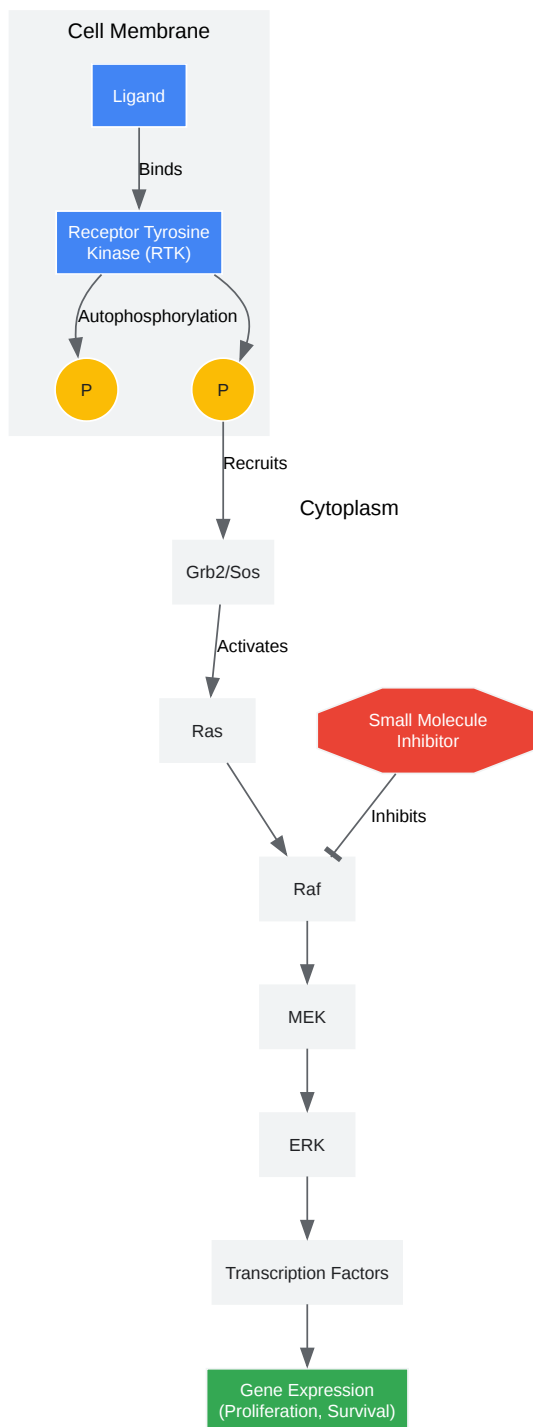 Cell Membrane
Ligand
Binds
Receptor Tyrosine
Kinase (RTK)
Autophosphorylation
P
P
Recruits
Cytoplasm
Grb2/Sos
Activates
Ras
Small Molecule
Inhibitor
Inhibits
Raf
MEK
ERK
Transcription Factors
Gene Expression
(Proliferation, Survival)